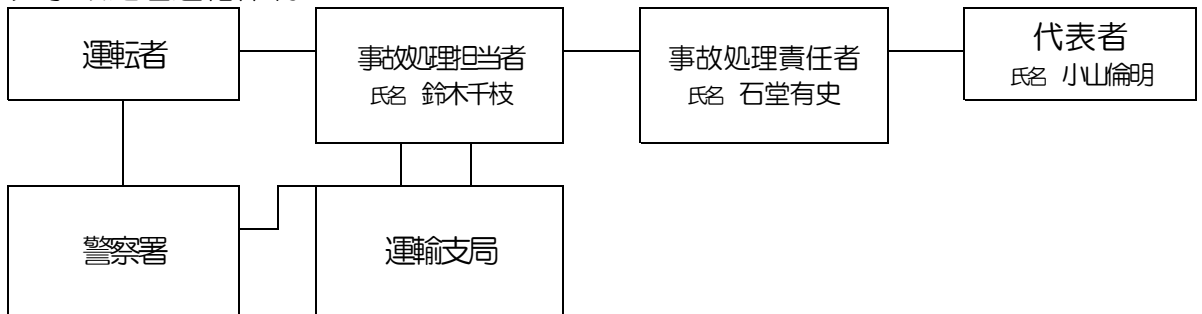 運転者
事故処理担当者
氏名 鈴木千枝
事故処理責任者
氏名 石堂有史
代表者
氏名 小山倫明
警察署
運輸支局